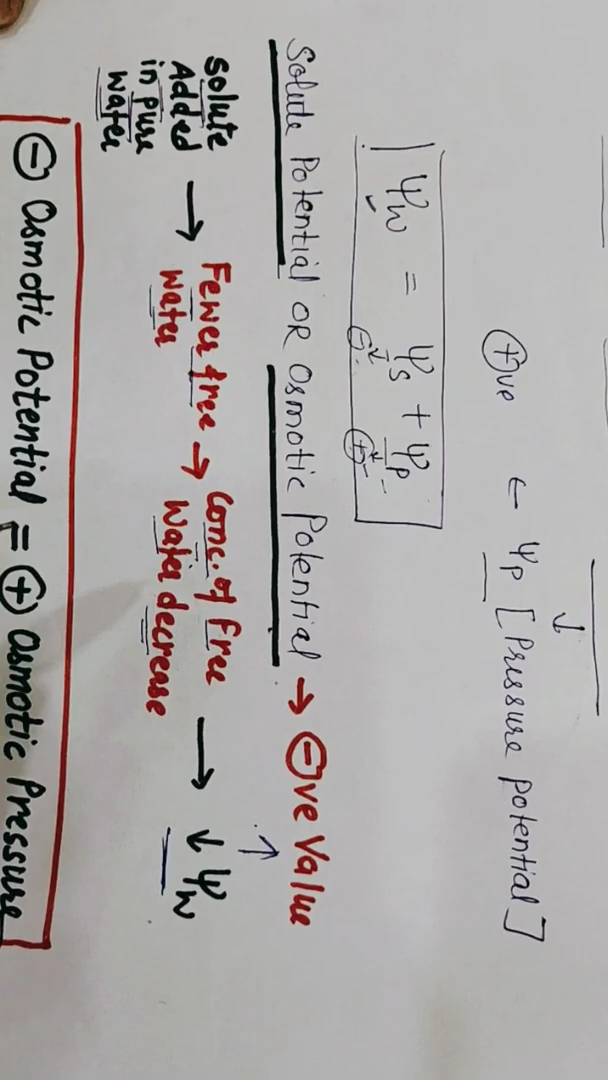 ⊕ve ← Ψp [Pressure potential]
Ψw = Ψs + Ψp
⊖ ⊕
Solute Potential OR Osmotic Potential → ⊖ve Value
Solute Added in pure water → Fewer free water → Conc. of free water decrease → ↓ Ψw
⊖ Osmotic Potential = ⊕ Osmotic Pressure